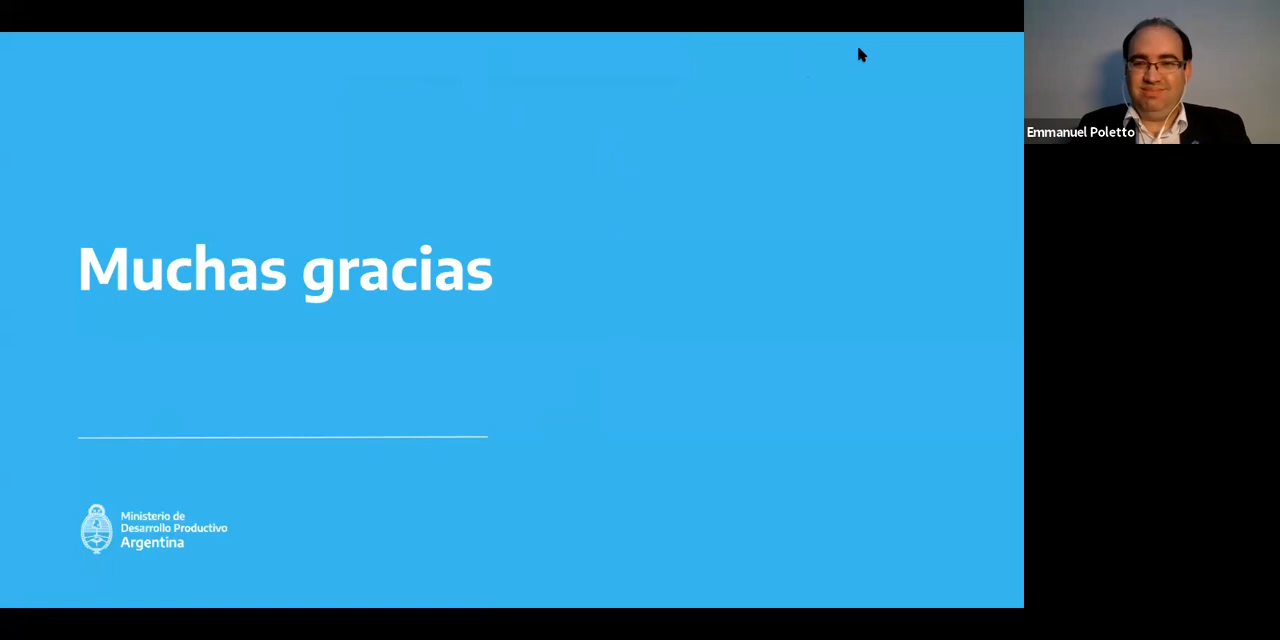 Muchas gracias
Ministerio de
Desarrollo Productivo
Argentina
Emmanuel Poletto